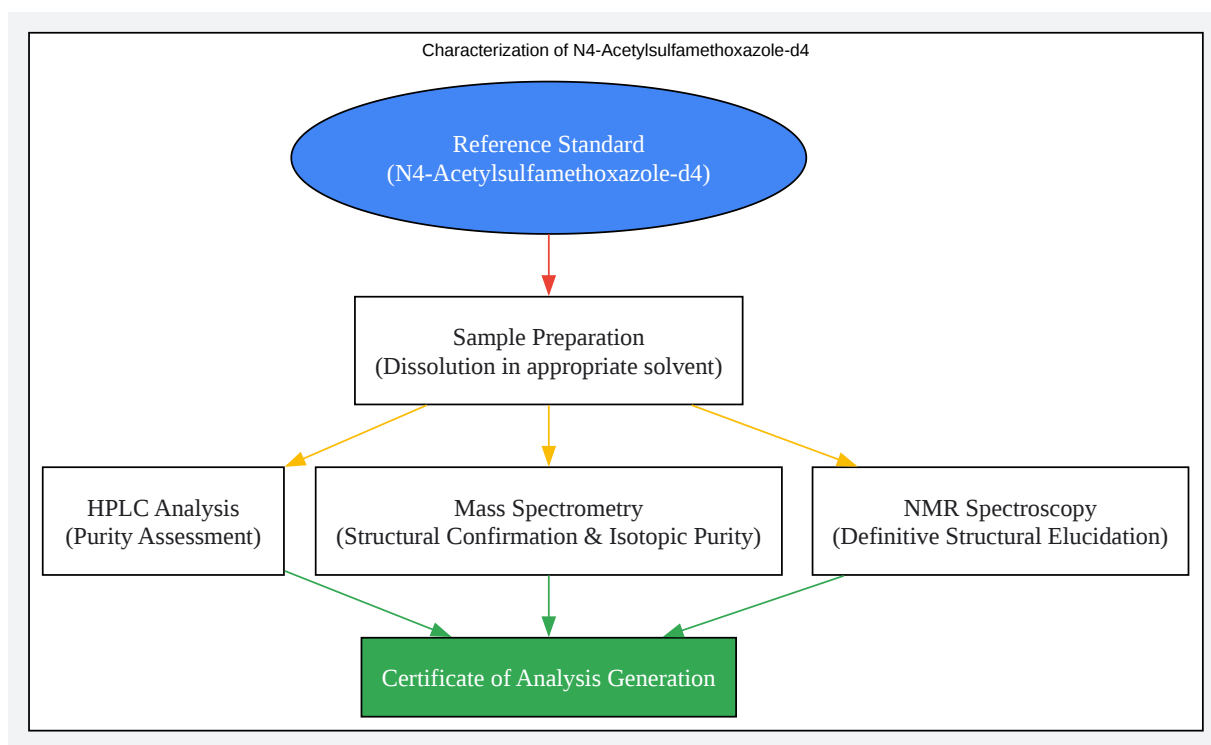 Characterization of N4-Acetylsulfamethoxazole-d4
Reference Standard
(N4-Acetylsulfamethoxazole-d4)
Sample Preparation
(Dissolution in appropriate solvent)
HPLC Analysis
(Purity Assessment)
Mass Spectrometry
(Structural Confirmation & Isotopic Purity)
NMR Spectroscopy
(Definitive Structural Elucidation)
Certificate of Analysis Generation